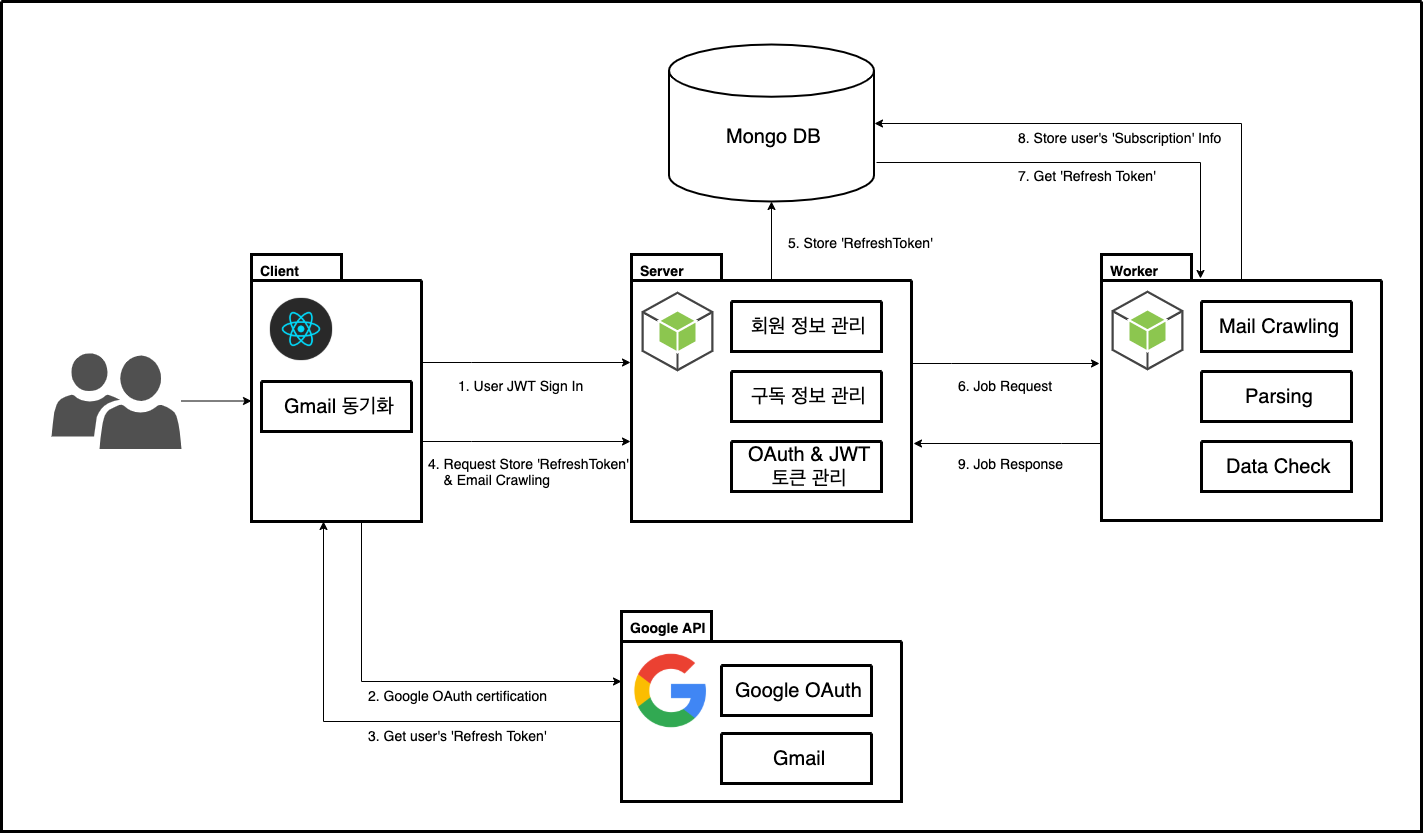 Mongo DB
8. Store user's 'Subscription' Info
7. Get 'Refresh Token'
5. Store 'RefreshToken'
Client
Gmail 동기화
1. User JWT Sign In
4. Request Store 'RefreshToken'
& Email Crawling
Server
회원 정보 관리
구독 정보 관리
OAuth & JWT
토큰 관리
6. Job Request
9. Job Response
Worker
Mail Crawling
Parsing
Data Check
2. Google OAuth certification
3. Get user's 'Refresh Token'
Google API
Google OAuth
Gmail